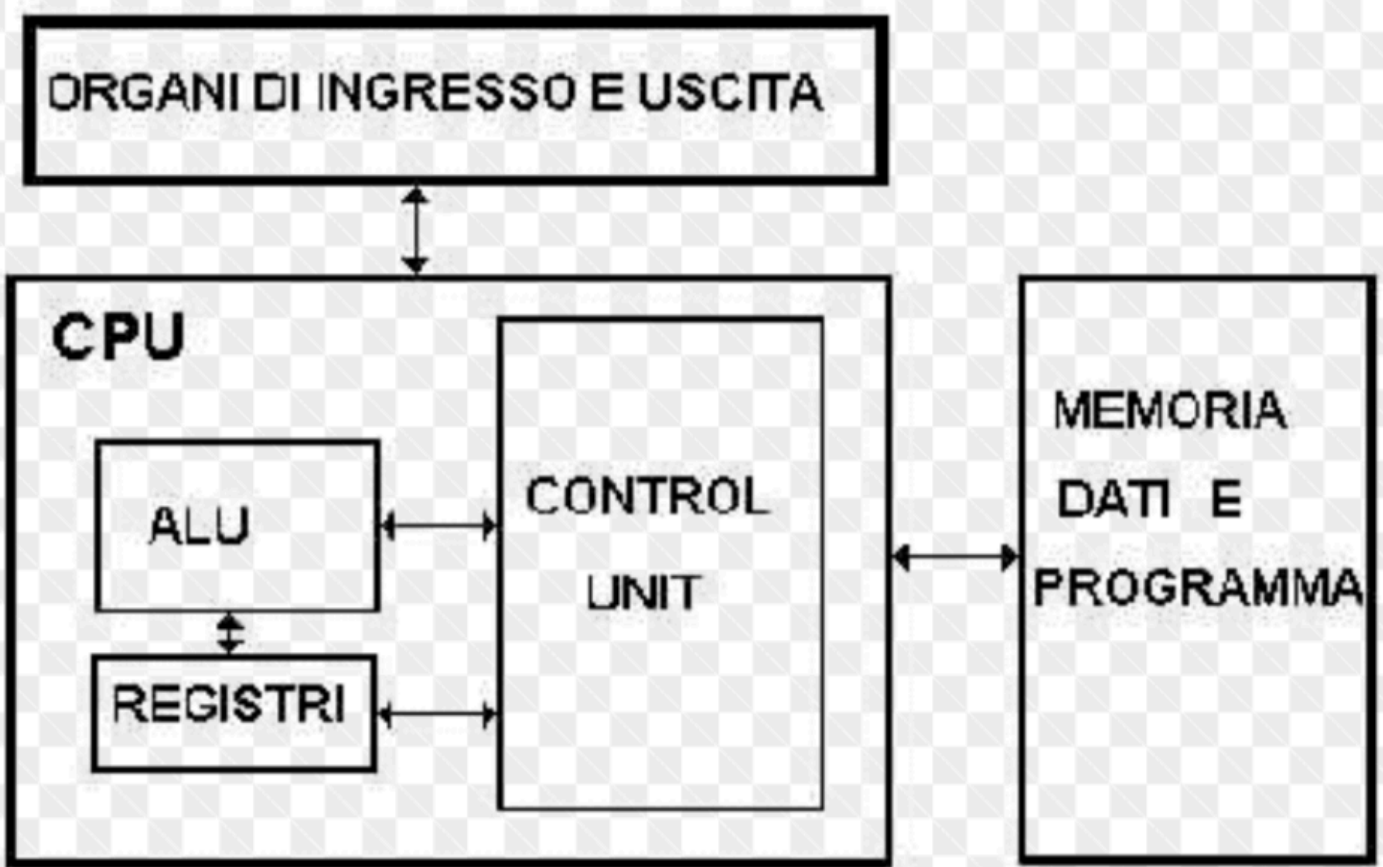 ORGANI DI INGRESSO E USCITA
CPU
ALU
REGISTRI
CONTROL
UNIT
MEMORIA
DATI E
PROGRAMMA